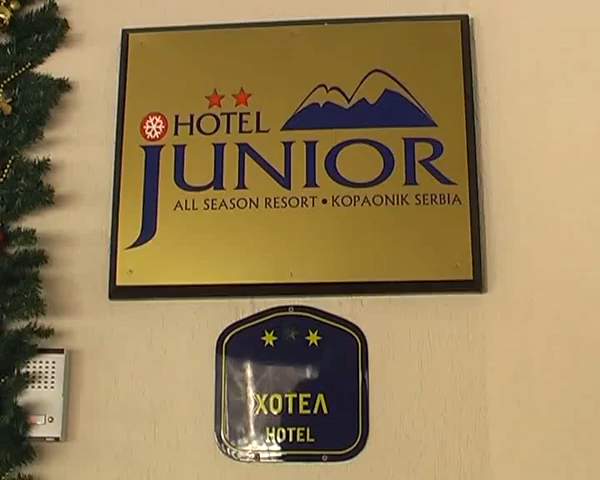 HOTEL
JUNIOR
ALL SEASON RESORT • KOPAONIK SERBIA
ХОТЕЛ
HOTEL